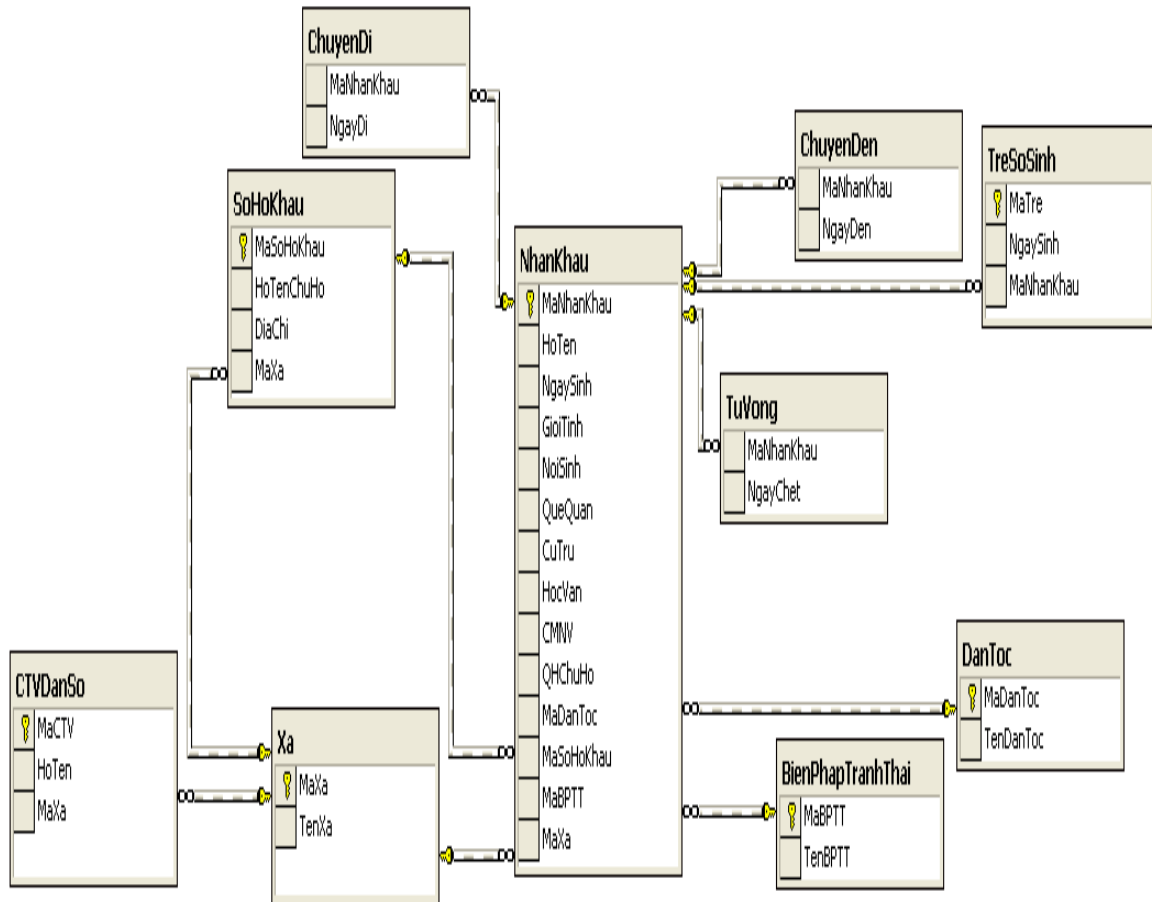 ChuyenDi
MaNhanKhau
NgayDi
SoHoKhau
MaSoHoKhau
HoTenChuHo
DiaChi
MaXa
CTVDanSo
MaCTV
HoTen
MaXa
Xa
MaXa
TenXa
NhanKhau
MaNhanKhau
HoTen
NgaySinh
GioiTinh
NoiSinh
QueQuan
CuTru
HocVan
CMNV
QHChuHo
MaDanToc
MaSoHoKhau
MaBPTT
MaXa
ChuyenDen
MaNhanKhau
NgayDen
TreSoSinh
MaTre
NgaySinh
MaNhanKhau
TuVong
MaNhanKhau
NgayChet
DanToc
MaDanToc
TenDanToc
BienPhapTranhThai
MaBPTT
TenBPTT